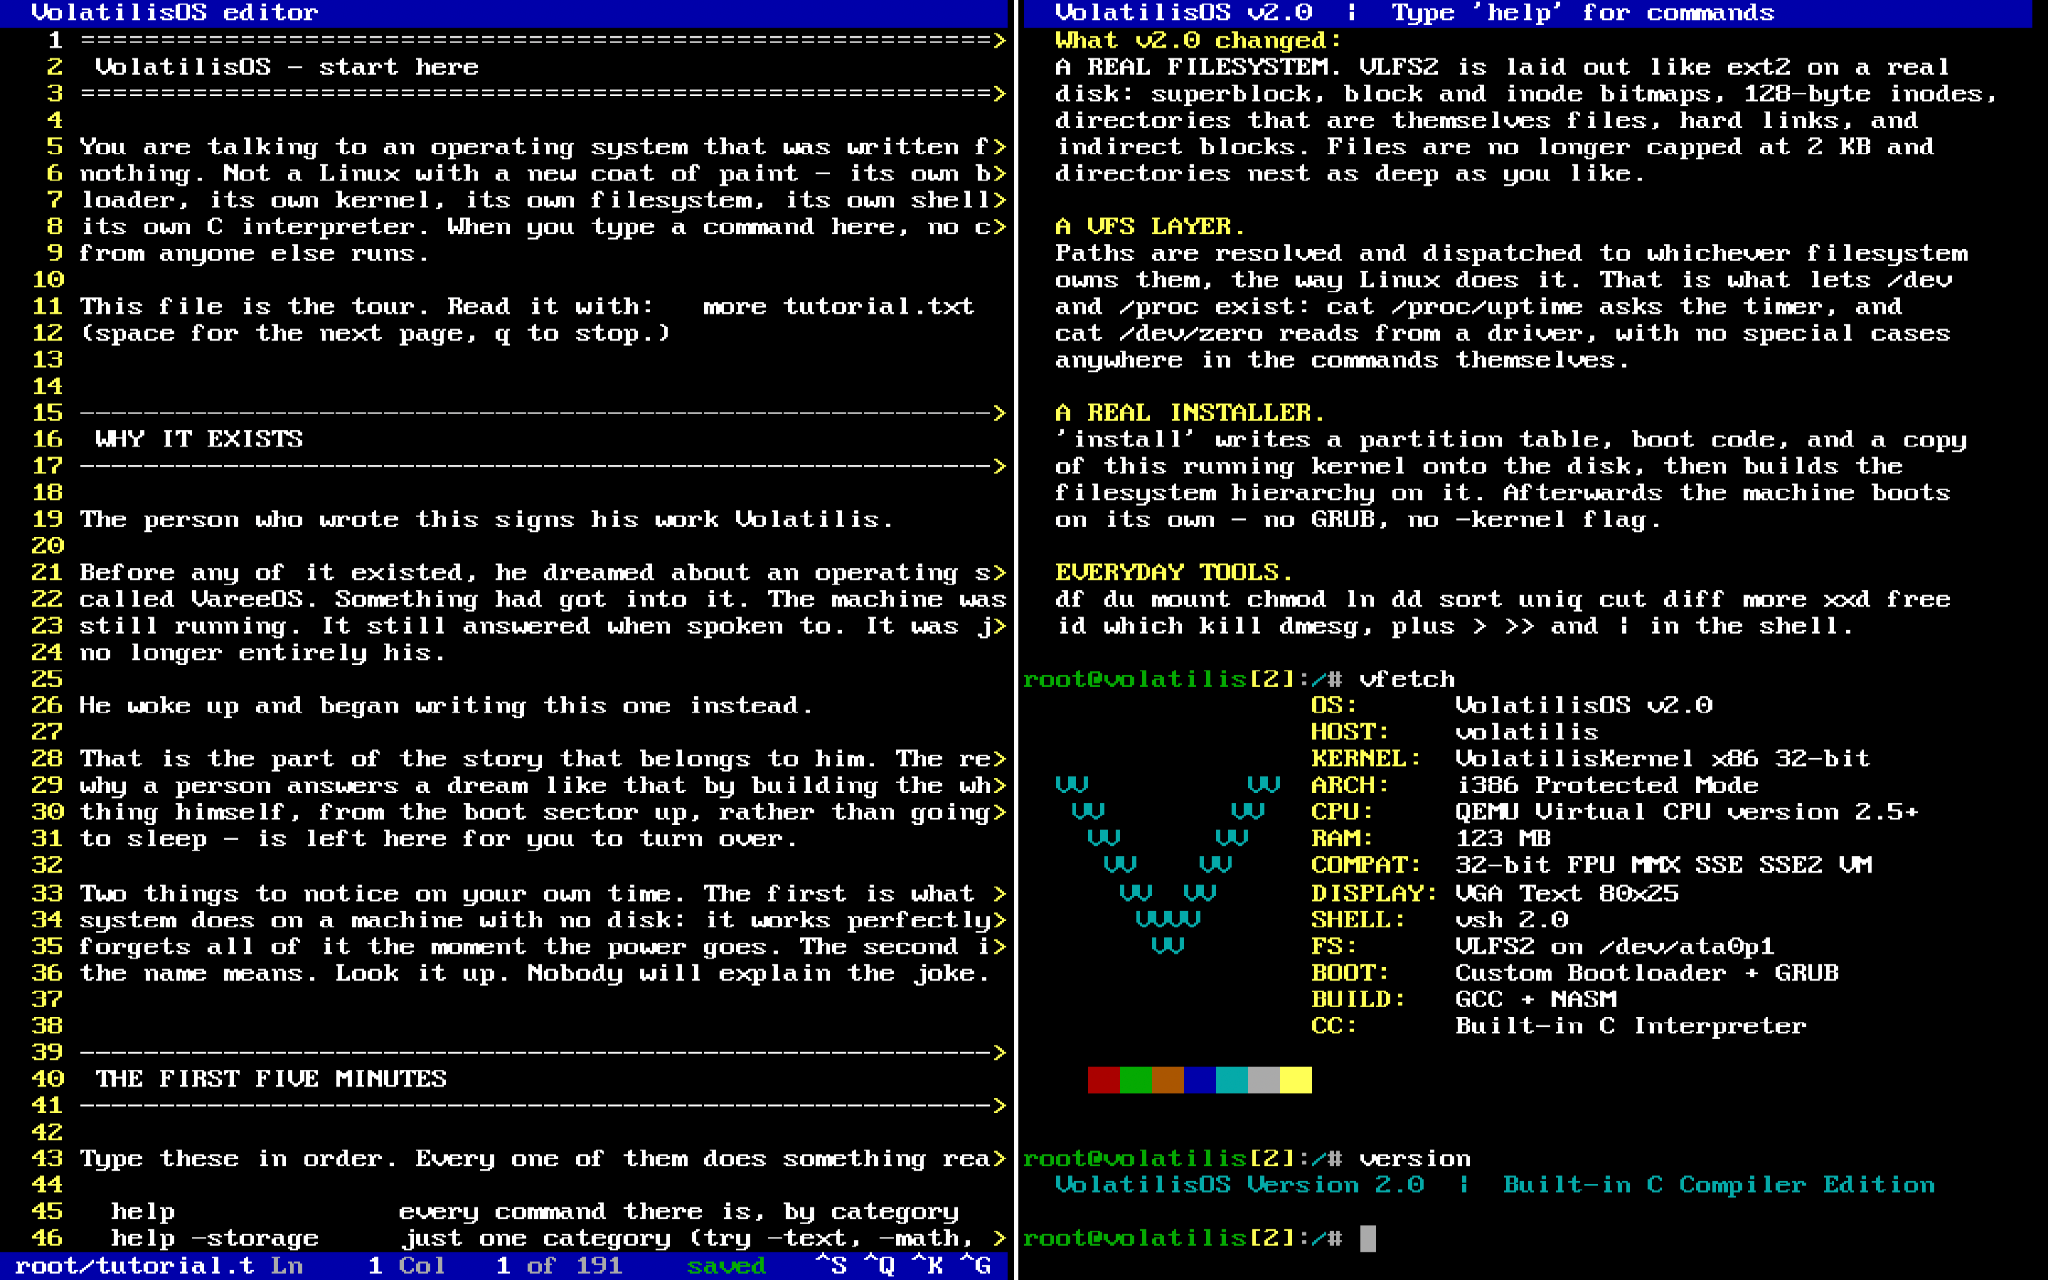 VolatilisOS editor
1 =========================================================>
2  VolatilisOS - start here
3 =========================================================>
4
5 You are talking to an operating system that was written f>
6 nothing. Not a Linux with a new coat of paint - its own b>
7 loader, its own kernel, its own filesystem, its own shell>
8 its own C interpreter. When you type a command here, no c>
9 from anyone else runs.
10
11 This file is the tour. Read it with:   more tutorial.txt
12 (space for the next page, q to stop.)
13
14
15 --------------------------------------------------------->
16  WHY IT EXISTS
17 --------------------------------------------------------->
18
19 The person who wrote this signs his work Volatilis.
20
21 Before any of it existed, he dreamed about an operating s>
22 called VareeOS. Something had got into it. The machine was
23 still running. It still answered when spoken to. It was j>
24 no longer entirely his.
25
26 He woke up and began writing this one instead.
27
28 That is the part of the story that belongs to him. The re>
29 why a person answers a dream like that by building the wh>
30 thing himself, from the boot sector up, rather than going>
31 to sleep - is left here for you to turn over.
32
33 Two things to notice on your own time. The first is what >
34 system does on a machine with no disk: it works perfectly>
35 forgets all of it the moment the power goes. The second i>
36 the name means. Look it up. Nobody will explain the joke.
37
38
39 --------------------------------------------------------->
40  THE FIRST FIVE MINUTES
41 --------------------------------------------------------->
42
43 Type these in order. Every one of them does something rea>
44
45   help              every command there is, by category
46   help -storage     just one category (try -text, -math, >
root/tutorial.t Ln    1 Col   1 of 191    saved   ^S ^Q ^K ^G
VolatilisOS v2.0  |  Type 'help' for commands
What v2.0 changed:
A REAL FILESYSTEM. VLFS2 is laid out like ext2 on a real
disk: superblock, block and inode bitmaps, 128-byte inodes,
directories that are themselves files, hard links, and
indirect blocks. Files are no longer capped at 2 KB and
directories nest as deep as you like.
A VFS LAYER.
Paths are resolved and dispatched to whichever filesystem
owns them, the way Linux does it. That is what lets /dev
and /proc exist: cat /proc/uptime asks the timer, and
cat /dev/zero reads from a driver, with no special cases
anywhere in the commands themselves.
A REAL INSTALLER.
'install' writes a partition table, boot code, and a copy
of this running kernel onto the disk, then builds the
filesystem hierarchy on it. Afterwards the machine boots
on its own - no GRUB, no -kernel flag.
EVERYDAY TOOLS.
df du mount chmod ln dd sort uniq cut diff more xxd free
id which kill dmesg, plus > >> and | in the shell.
root@volatilis[2]:/# vfetch
OS:      VolatilisOS v2.0
HOST:    volatilis
KERNEL:  VolatilisKernel x86 32-bit
VV          VV  ARCH:    i386 Protected Mode
VV        VV   CPU:     QEMU Virtual CPU version 2.5+
VV      VV    RAM:     123 MB
VV    VV     COMPAT:  32-bit FPU MMX SSE SSE2 VM
VV  VV      DISPLAY: VGA Text 80x25
VVVV       SHELL:   vsh 2.0
VV        FS:      VLFS2 on /dev/ata0p1
BOOT:    Custom Bootloader + GRUB
BUILD:   GCC + NASM
CC:      Built-in C Interpreter
root@volatilis[2]:/# version
VolatilisOS Version 2.0  |  Built-in C Compiler Edition
root@volatilis[2]:/#